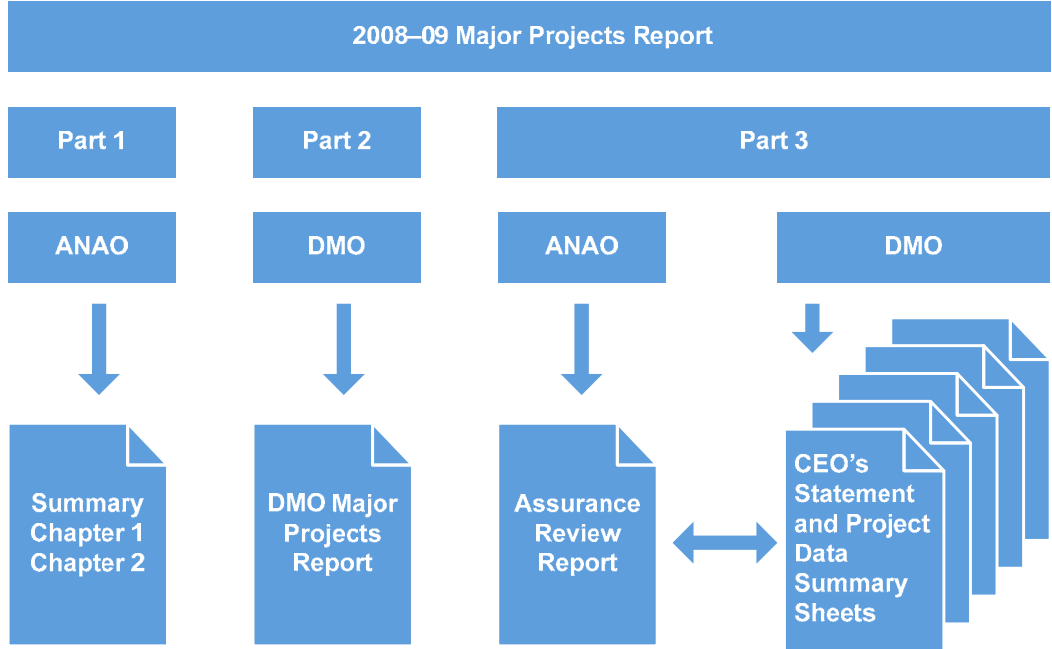 2008–09 Major Projects Report
Part 1
Part 2
Part 3
ANAO
DMO
ANAO
DMO
Summary
Chapter 1
Chapter 2
DMO Major
Projects
Report
Assurance
Review
Report
CEO’s
Statement
and Project
Data
Summary
Sheets